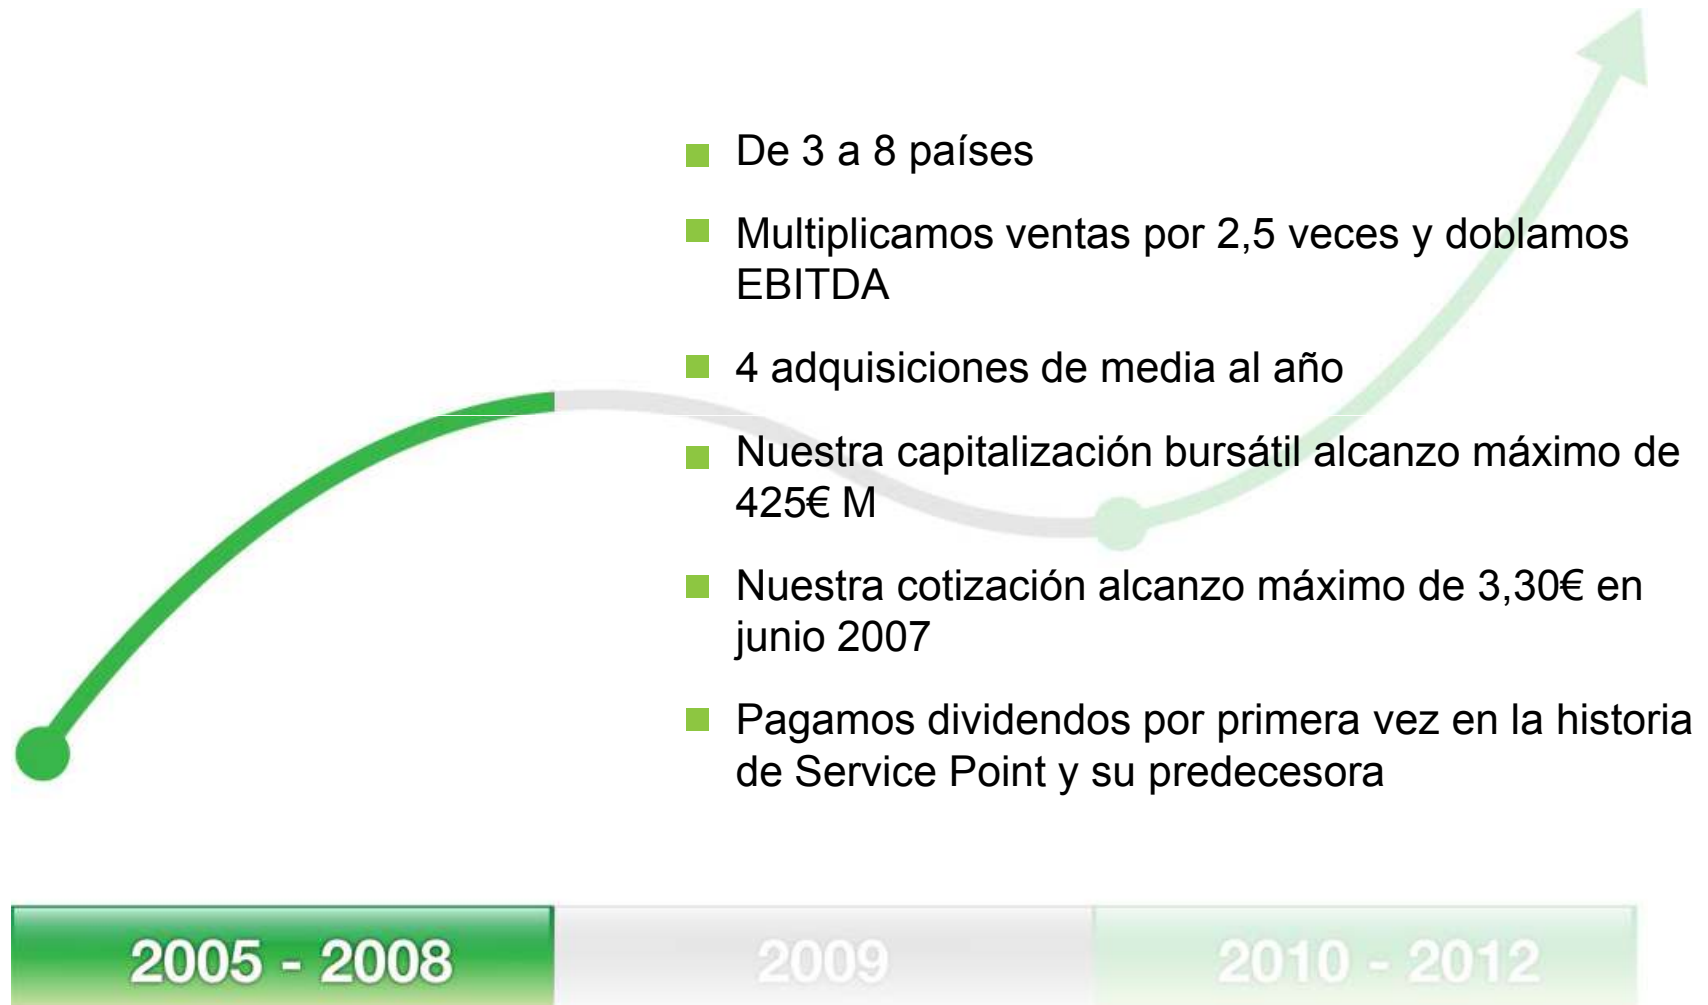 De 3 a 8 países
Multiplicamos ventas por 2,5 veces y doblamos
EBITDA
4 adquisiciones de media al año
Nuestra capitalización bursátil alcanzo máximo de
425€ M
Nuestra cotización alcanzo máximo de 3,30€ en
junio 2007
Pagamos dividendos por primera vez en la historia
de Service Point y su predecesora
2005 - 2008
2009
2010 - 2012